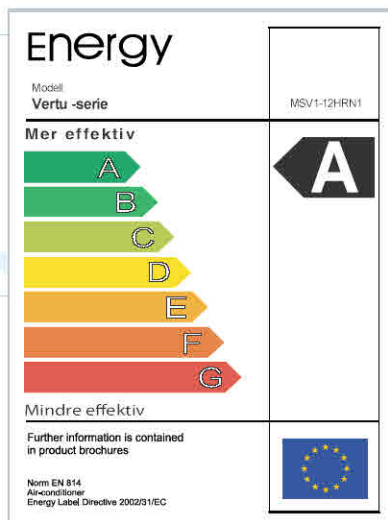 Energy
Modell
Vertu -serie
MSV1-12HRN1
Mer effektiv
A
A
B
C
D
E
F
G
Mindre effektiv
Further information is contained
in product brochures
Norm EN 814
Air-conditioner
Energy Label Directive 2002/31/EC